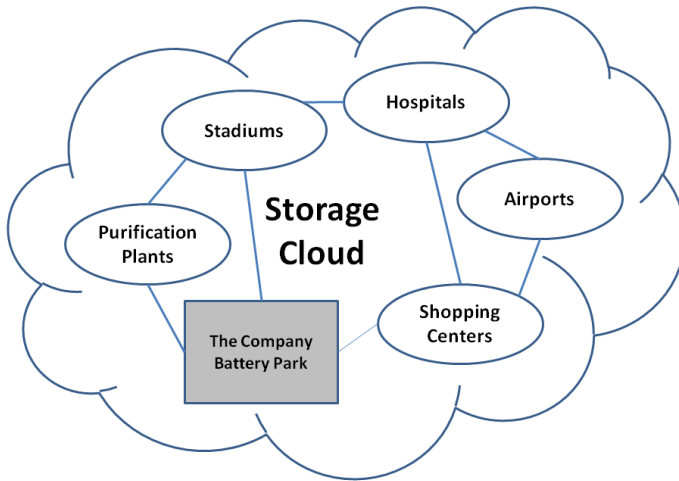 Hospitals
Stadiums
Airports
Storage
Cloud
Purification
Plants
Shopping
Centers
The Company
Battery Park